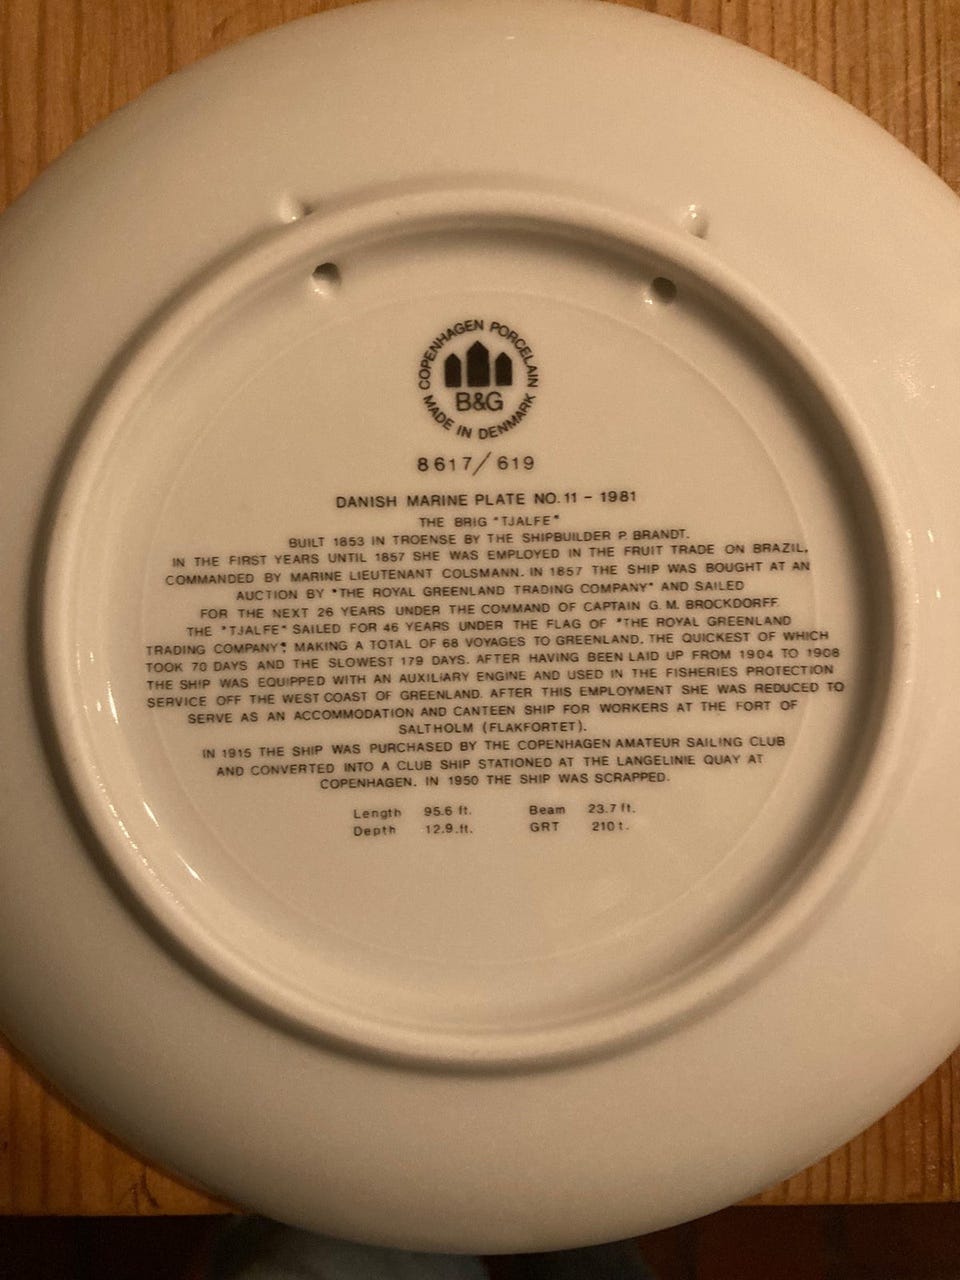 COPENHAGEN PORCELAIN
B&G
MADE IN DENMARK
8617/619
DANISH MARINE PLATE NO. 11 - 1981
THE BRIG "TJALFE"
BUILT 1853 IN TROENSE BY THE SHIPBUILDER P. BRANDT.
IN THE FIRST YEARS UNTIL 1857 SHE WAS EMPLOYED IN THE FRUIT TRADE ON BRAZIL,
COMMANDED BY MARINE LIEUTENANT COLSMANN. IN 1857 THE SHIP WAS BOUGHT AT AN
AUCTION BY "THE ROYAL GREENLAND TRADING COMPANY" AND SAILED
FOR THE NEXT 26 YEARS UNDER THE COMMAND OF CAPTAIN G. M. BROCKDORFF.
THE "TJALFE" SAILED FOR 46 YEARS UNDER THE FLAG OF "THE ROYAL GREENLAND
TRADING COMPANY", MAKING A TOTAL OF 68 VOYAGES TO GREENLAND, THE QUICKEST OF WHICH
TOOK 70 DAYS AND THE SLOWEST 179 DAYS. AFTER HAVING BEEN LAID UP FROM 1904 TO 1908
THE SHIP WAS EQUIPPED WITH AN AUXILIARY ENGINE AND USED IN THE FISHERIES PROTECTION
SERVICE OFF THE WEST COAST OF GREENLAND. AFTER THIS EMPLOYMENT SHE WAS REDUCED TO
SERVE AS AN ACCOMMODATION AND CANTEEN SHIP FOR WORKERS AT THE FORT OF
SALTHOLM (FLAKFORTET).
IN 1915 THE SHIP WAS PURCHASED BY THE COPENHAGEN AMATEUR SAILING CLUB
AND CONVERTED INTO A CLUB SHIP STATIONED AT THE LANGELINIE QUAY AT
COPENHAGEN. IN 1950 THE SHIP WAS SCRAPPED.
Length 95.6 ft. Beam 23.7 ft.
Depth 12.9.ft. GRT 210 t.